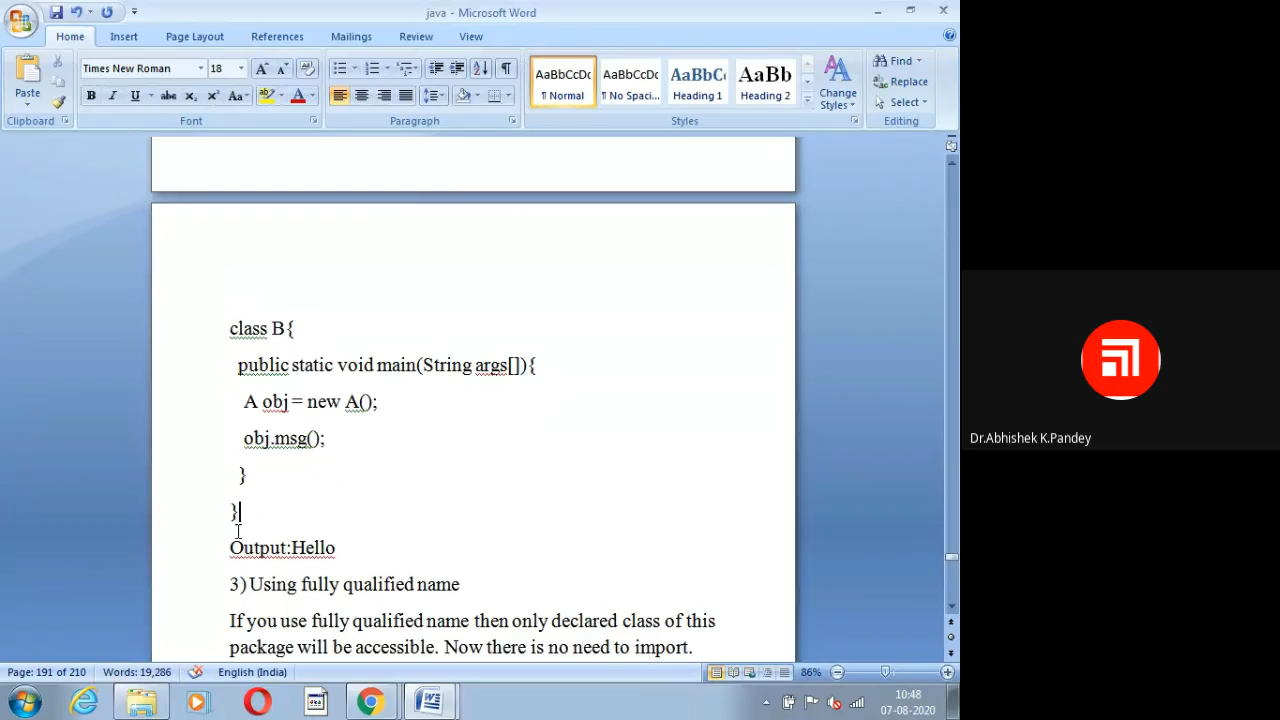 java - Microsoft Word
Home Insert Page Layout References Mailings Review View
Paste
Times New Roman 18
AaBbCcDc AaBbCcDc AaBbC AaBb
¶ Normal ¶ No Spaci... Heading 1 Heading 2
Change Styles
Find
Replace
Select
Clipboard Font Paragraph Styles Editing
class B{
public static void main(String args[]){
A obj = new A();
obj.msg();
}
}
Output:Hello
3) Using fully qualified name
If you use fully qualified name then only declared class of this
package will be accessible. Now there is no need to import.
Dr.Abhishek K.Pandey
Page: 191 of 210 Words: 19,286 English (India) 86%
10:48
07-08-2020